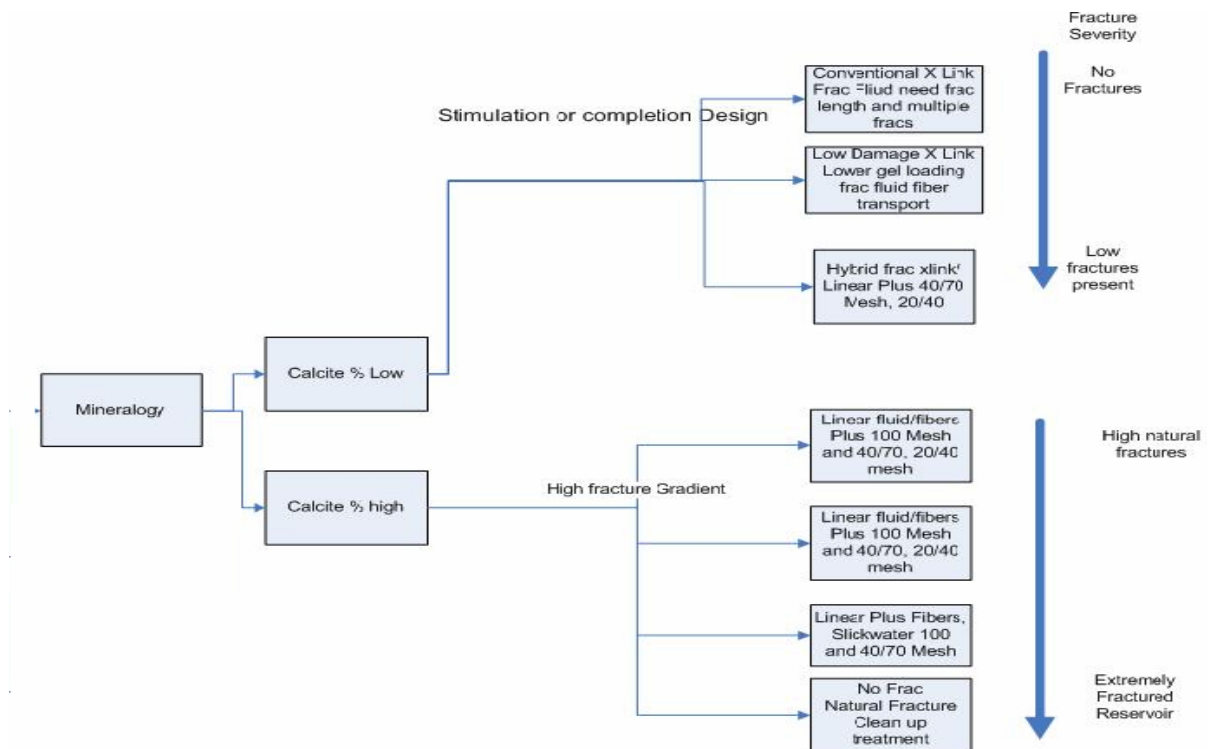 Fracture
Severity
No
Fractures
Conventional X Link
Frac Fliud need frac
length and multiple
fracs
Stimulation or completion Design
Low Damage X Link
Lower gel loading
frac fluid fiber
transport
Low
fractures
present
Hybrid frac xlink/
Linear Plus 40/70
Mesh, 20/40
Calcite % Low
Mineralogy
Calcite % high
High fracture Gradient
Linear fluid/fibers
Plus 100 Mesh
and 40/70, 20/40
mesh
High natural
fractures
Linear fluid/fibers
Plus 100 Mesh
and 40/70, 20/40
mesh
Linear Plus Fibers,
Slickwater 100
and 40/70 Mesh
No Frac
Natural Fracture
Clean up
treatment
Extremely
Fractured
Reservoir